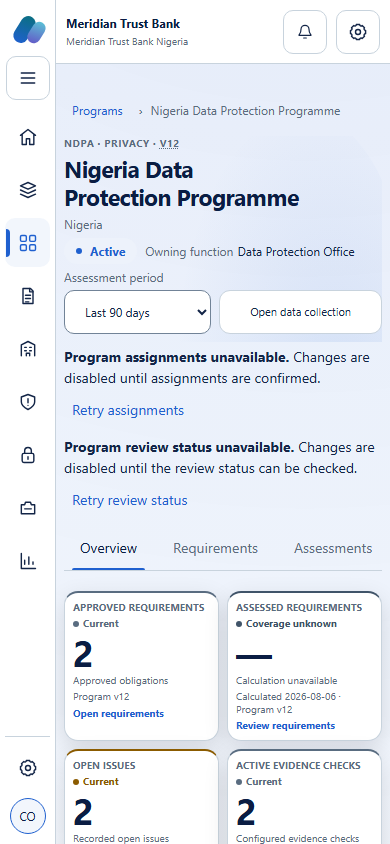 Meridian Trust Bank
Meridian Trust Bank Nigeria
Programs › Nigeria Data Protection Programme
NDPA · PRIVACY · V12
Nigeria Data
Protection Programme
Nigeria
Active Owning function Data Protection Office
Assessment period
Last 90 days
Open data collection
Program assignments unavailable. Changes are
disabled until assignments are confirmed.
Retry assignments
Program review status unavailable. Changes are
disabled until the review status can be checked.
Retry review status
Overview Requirements Assessments
APPROVED REQUIREMENTS
Current
2
Approved obligations
Program v12
Open requirements
ASSESSED REQUIREMENTS
Coverage unknown
—
Calculation unavailable
Calculated 2026-08-06 ·
Program v12
Review requirements
OPEN ISSUES
Current
2
Recorded open issues
ACTIVE EVIDENCE CHECKS
Current
2
Configured evidence checks
CO